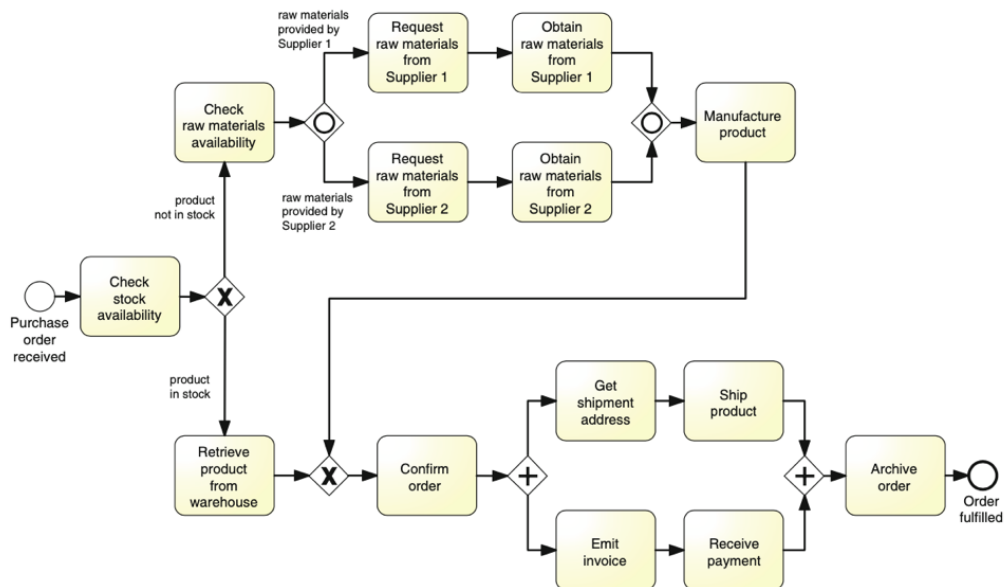 raw materials
provided by
Supplier 1
Request
raw materials
from
Supplier 1
Obtain
raw materials
from
Supplier 1
Check
raw materials
availability
Manufacture
product
Request
raw materials
from
Supplier 2
Obtain
raw materials
from
Supplier 2
raw materials
provided by
Supplier 2
product
not in stock
Check
stock
availability
X
Purchase
order
received
product
in stock
Get
shipment
address
Ship
product
Retrieve
product
from
warehouse
X
Confirm
order
+
+
Archive
order
Order
fulfilled
Emit
invoice
Receive
payment